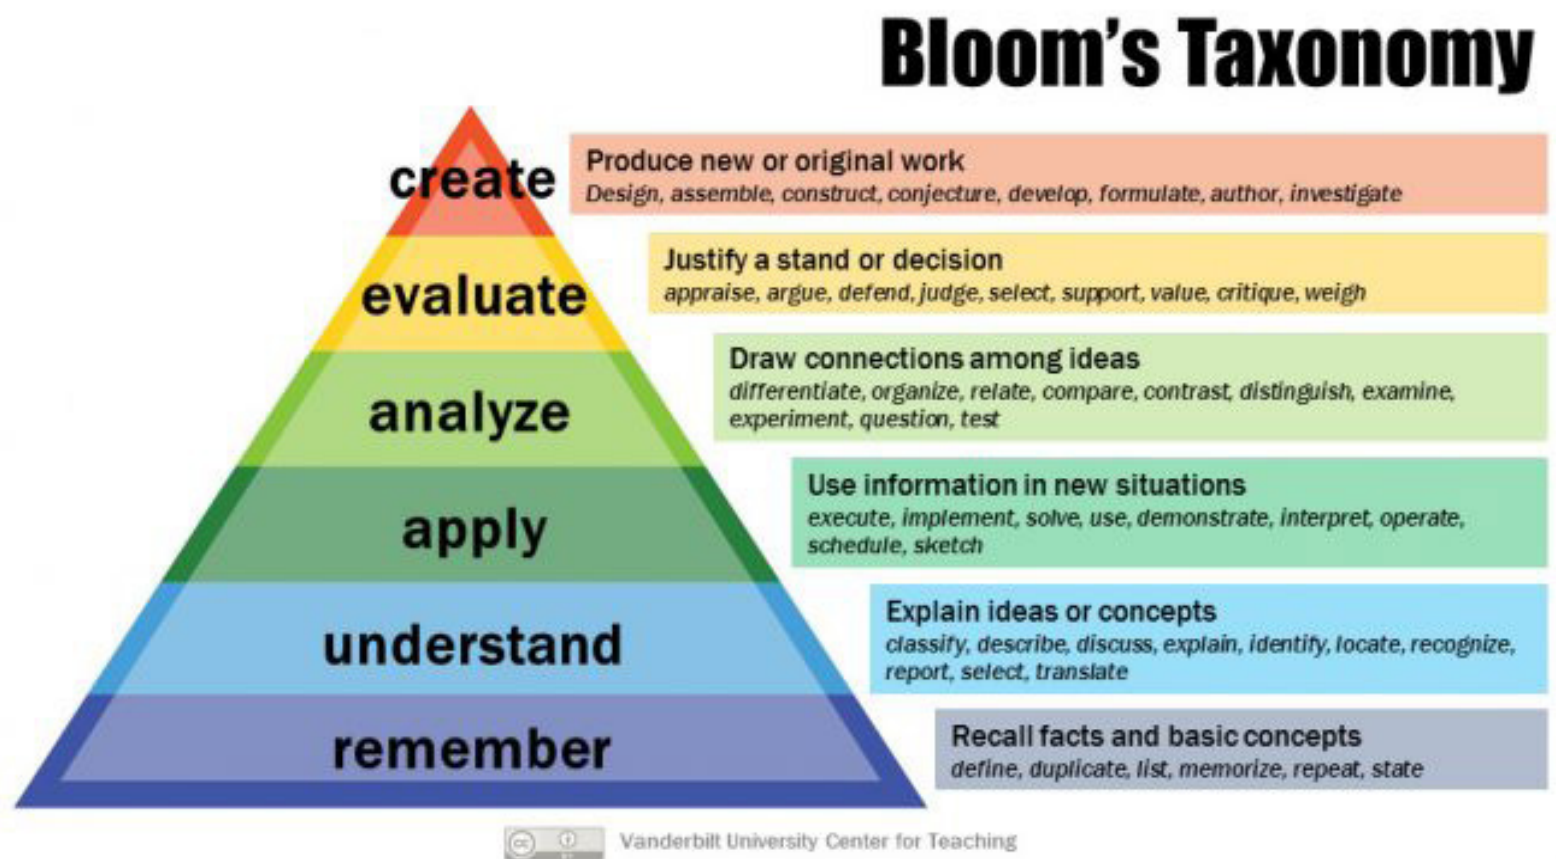 Bloom's Taxonomy
create
Produce new or original work
Design, assemble, construct, conjecture, develop, formulate, author, investigate
evaluate
Justify a stand or decision
appraise, argue, defend, judge, select, support, value, critique, weigh
analyze
Draw connections among ideas
differentiate, organize, relate, compare, contrast, distinguish, examine,
experiment, question, test
apply
Use information in new situations
execute, implement, solve, use, demonstrate, interpret, operate,
schedule, sketch
understand
Explain ideas or concepts
classify, describe, discuss, explain, identify, locate, recognize,
report, select, translate
remember
Recall facts and basic concepts
define, duplicate, list, memorize, repeat, state
cc
Vanderbilt University Center for Teaching